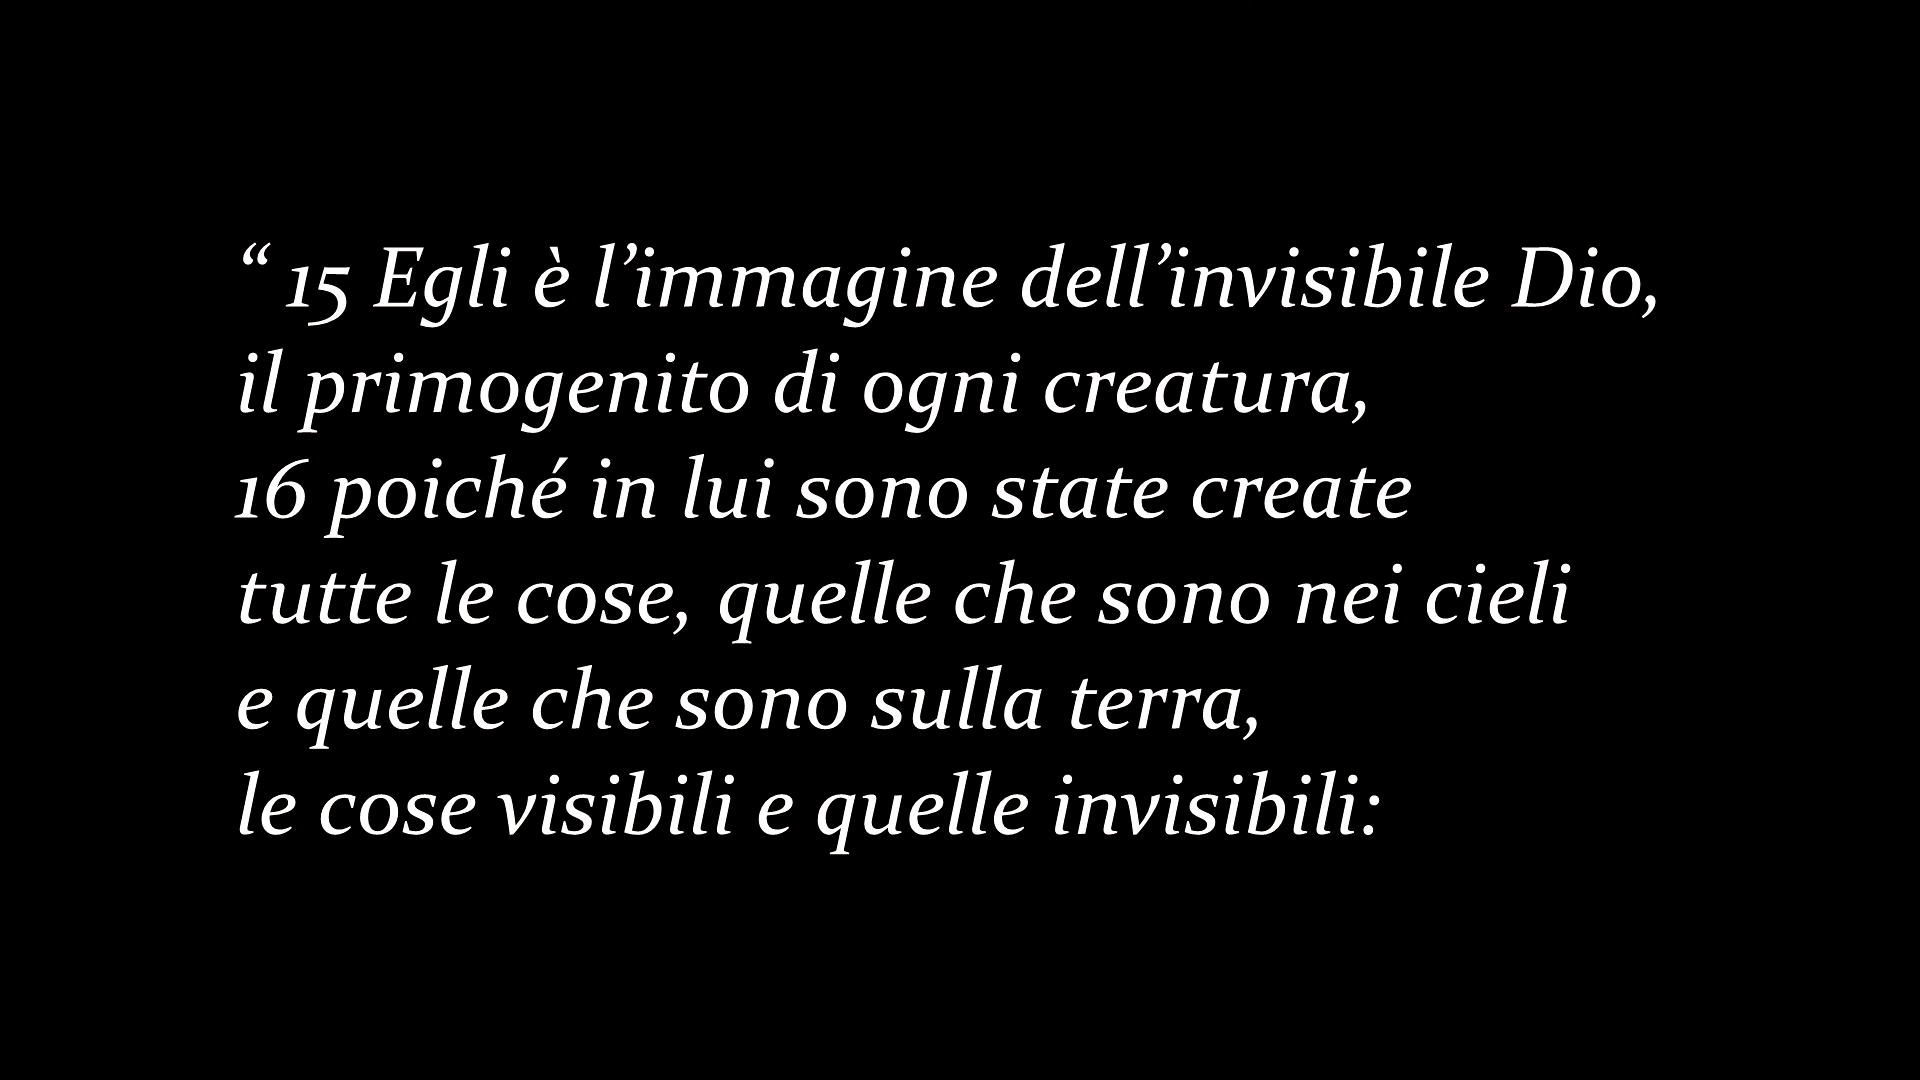 “ 15 Egli è l’immagine dell’invisibile Dio,
il primogenito di ogni creatura,
16 poiché in lui sono state create
tutte le cose, quelle che sono nei cieli
e quelle che sono sulla terra,
le cose visibili e quelle invisibili: